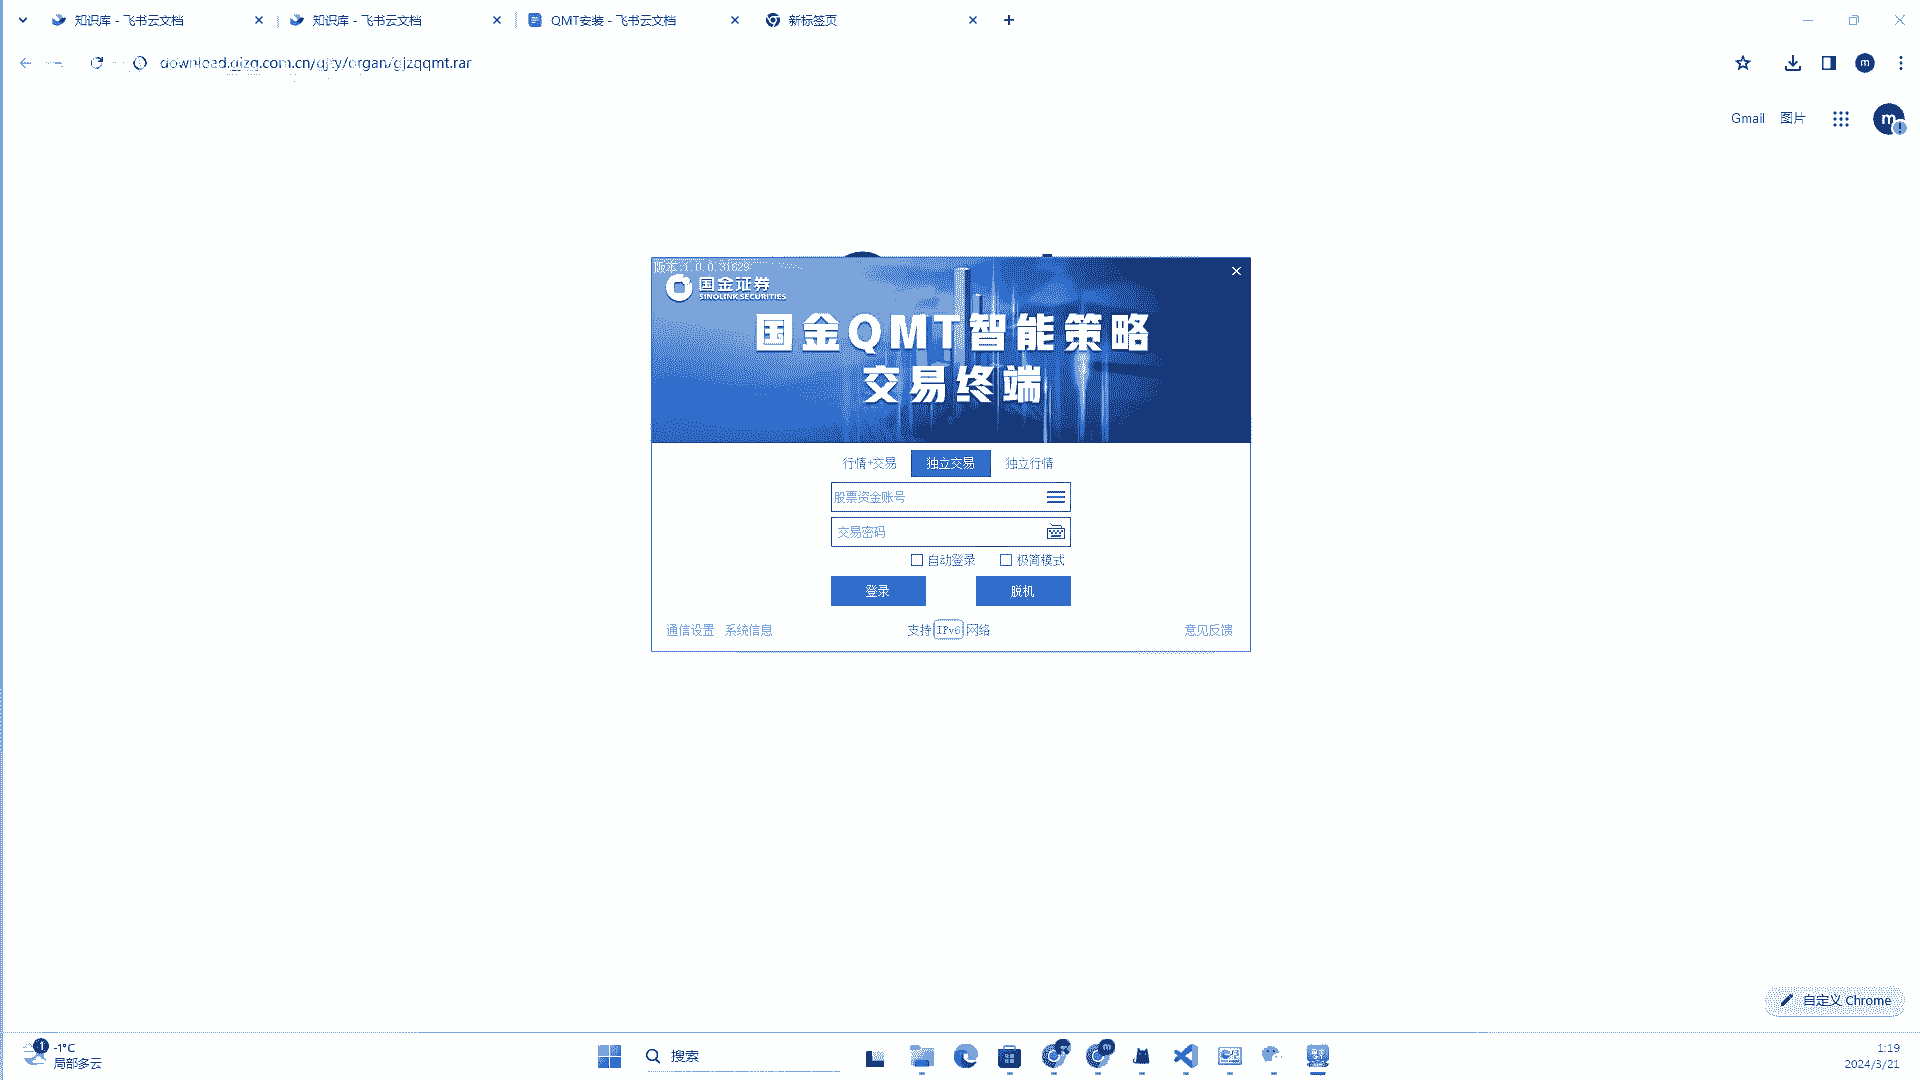 知识库 - 飞书云文档
知识库 - 飞书云文档
QMT安装 - 飞书云文档
新标签页
download.gjzq.com.cn/gjty/organ/gjzqqmt.rar
m
Gmail 图片
m
版本:1.0.0.31629
国金证券
SINOLINK SECURITIES
国金QMT智能策略
交易终端
行情+交易 独立交易 独立行情
股票资金账号
交易密码
自动登录 极简模式
登录 脱机
通信设置 系统信息 支持 IPv6 网络 意见反馈
自定义 Chrome
1
-1°C
局部多云
搜索
m
1:19
2024/3/21